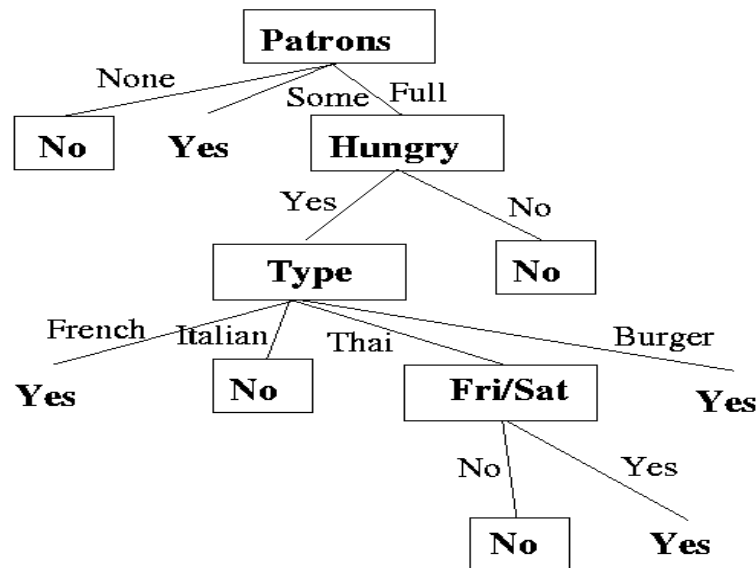 Patrons
None
Some
Full
No
Yes
Hungry
Yes
No
Type
No
French
Italian
Thai
Burger
Yes
No
Fri/Sat
Yes
No
Yes
No
Yes